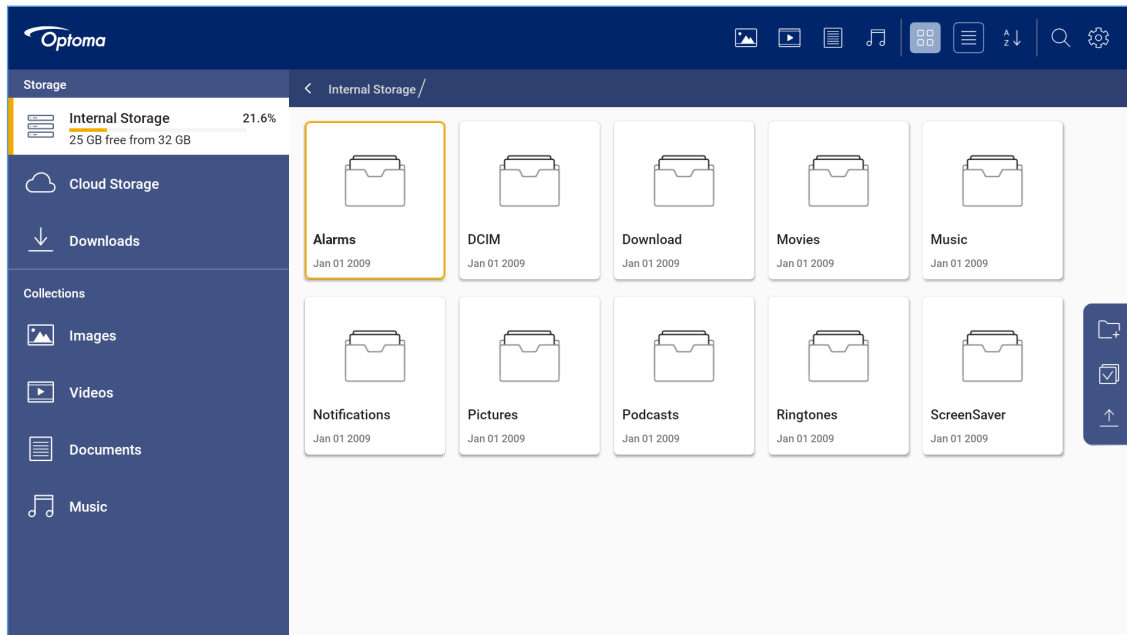 Optoma
A
Z
Storage
Internal Storage /
Internal Storage 21.6%
25 GB free from 32 GB
Cloud Storage
Downloads
Collections
Images
Videos
Documents
Music
Alarms DCIM Download Movies Music
Jan 01 2009 Jan 01 2009 Jan 01 2009 Jan 01 2009 Jan 01 2009
Notifications Pictures Podcasts Ringtones ScreenSaver
Jan 01 2009 Jan 01 2009 Jan 01 2009 Jan 01 2009 Jan 01 2009